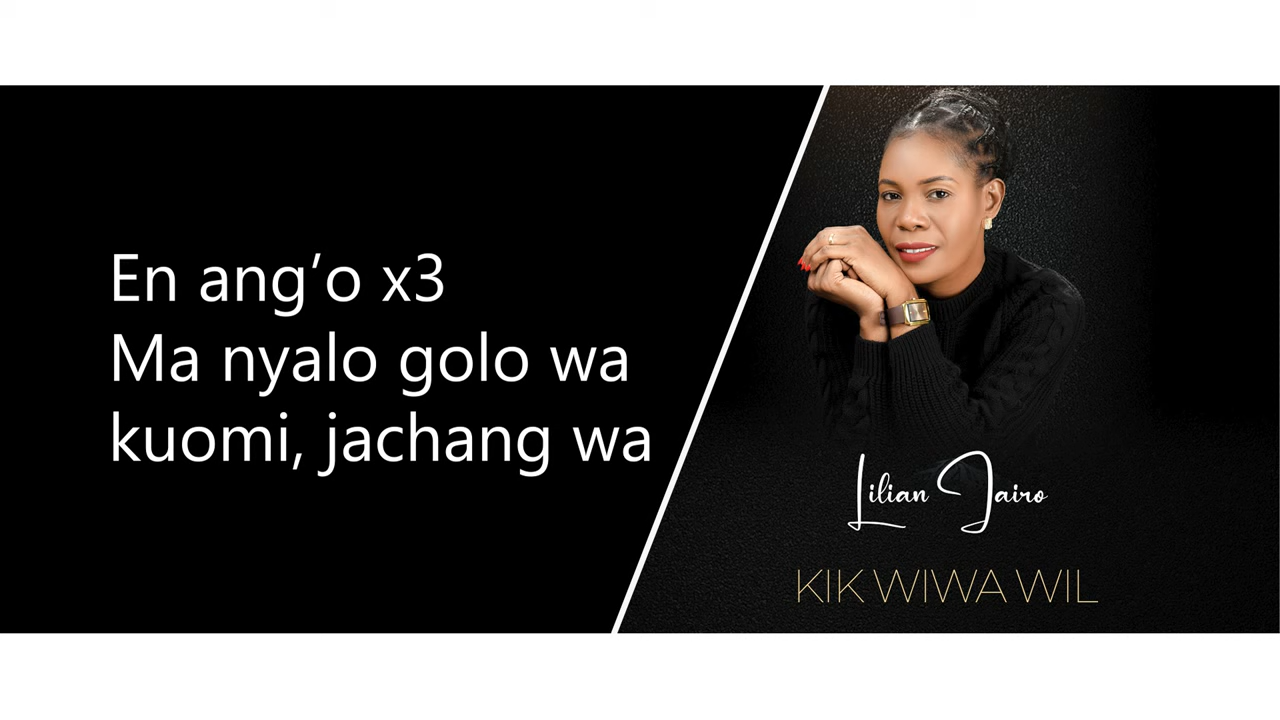 En ang’o x3
Ma nyalo golo wa
kuomi, jachang wa
Lilian Jairo
KIK WIWA WIL